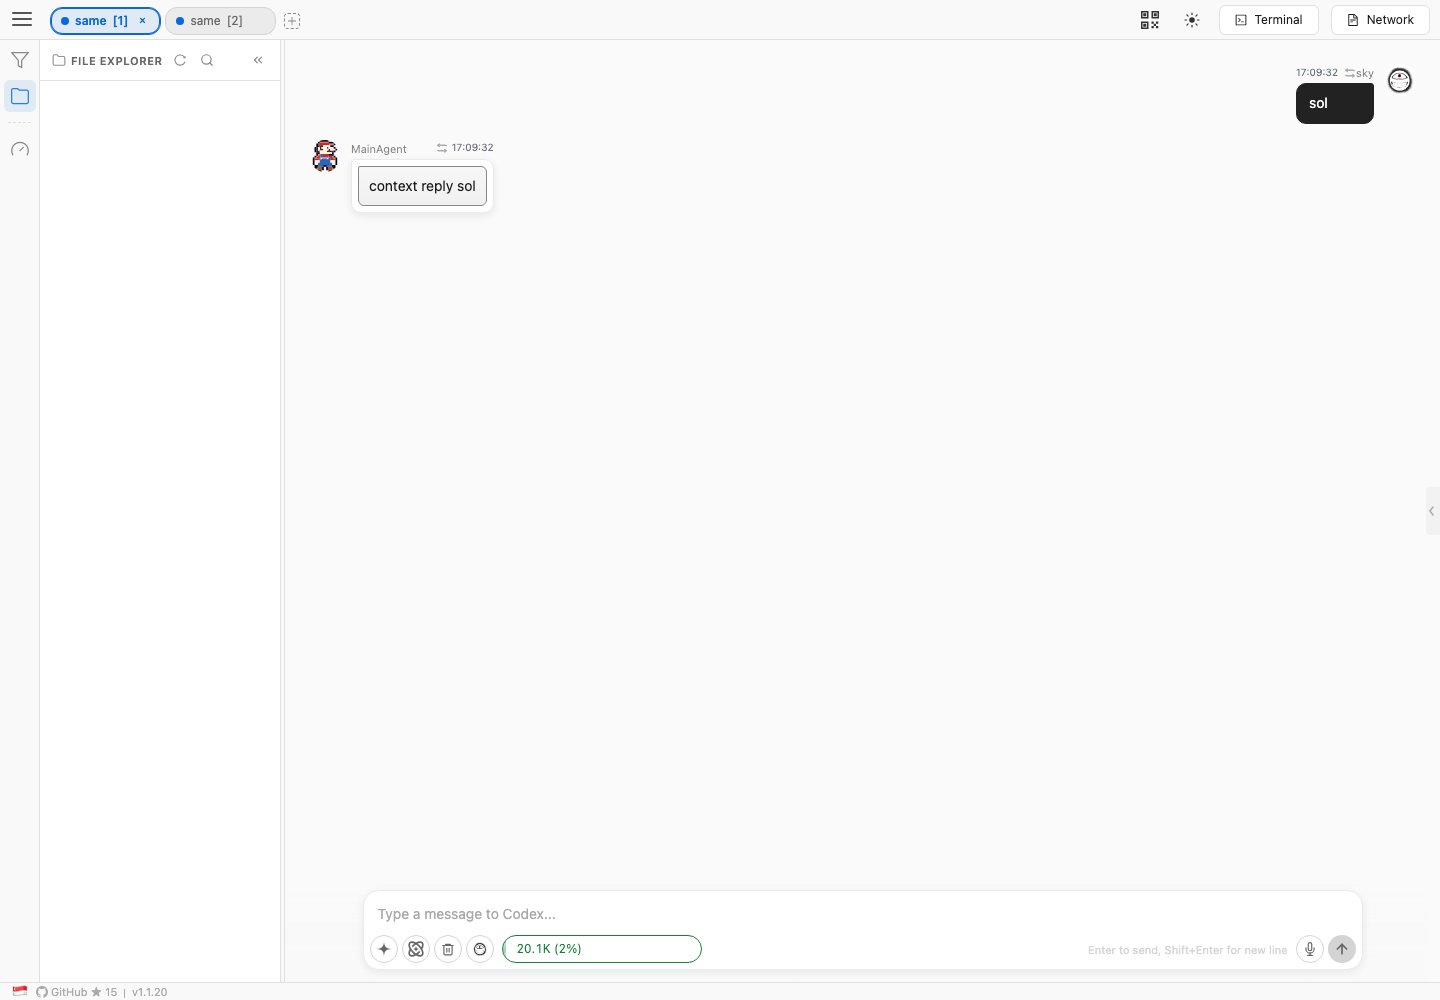 same [1] ×
same [2]
Terminal
Network
FILE EXPLORER
17:09:32 sky
sol
MainAgent 17:09:32
context reply sol
Type a message to Codex...
20.1K (2%)
Enter to send, Shift+Enter for new line
GitHub ★ 15 | v1.1.20